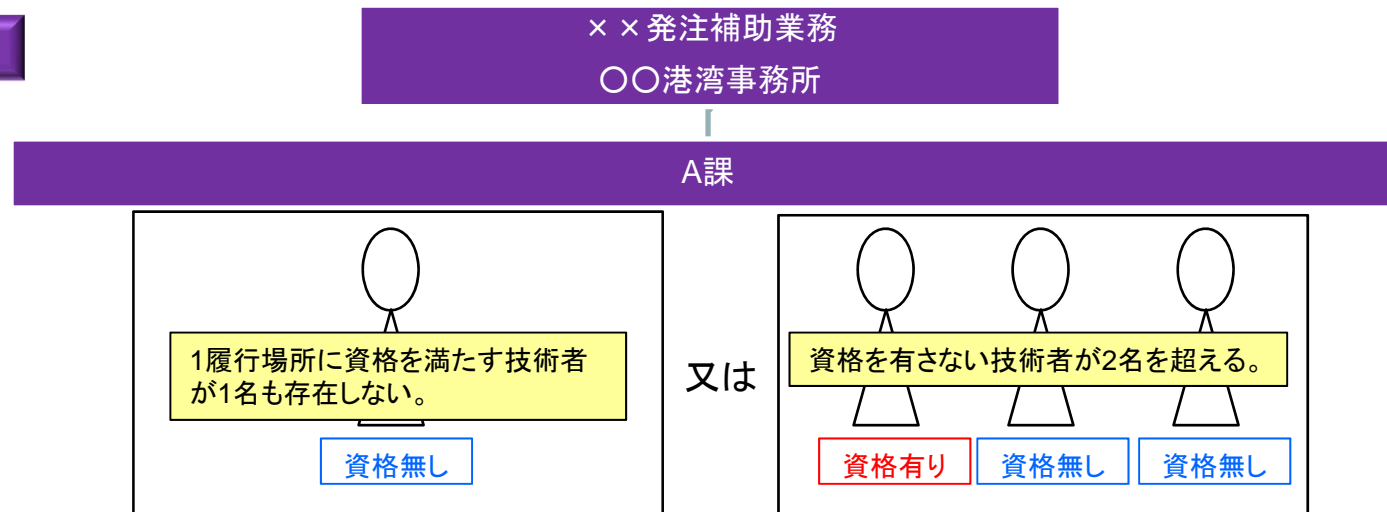 ××発注補助業務
〇〇港湾事務所
A課
1履行場所に資格を満たす技術者
が1名も存在しない。
又は
資格を有さない技術者が2名を超える。
資格無し
資格有り
資格無し
資格無し